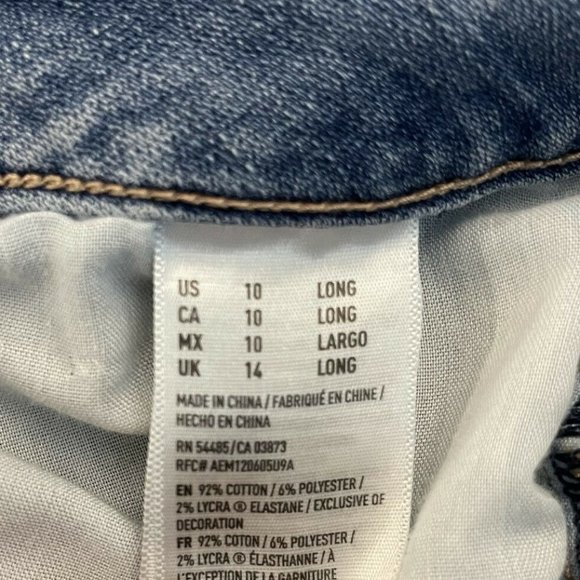 US 10 LONG
CA 10 LONG
MX 10 LARGO
UK 14 LONG
MADE IN CHINA / FABRIQUÉ EN CHINE /
HECHO EN CHINA
RN 54485/CA 03873
RFC# AEM120605U9A
EN 92% COTTON / 6% POLYESTER /
2% LYCRA ® ELASTANE / EXCLUSIVE OF
DECORATION
FR 92% COTON / 6% POLYESTER /
2% LYCRA ® ÉLASTHANNE / À
L'EXCEPTION DE LA GARNITURE